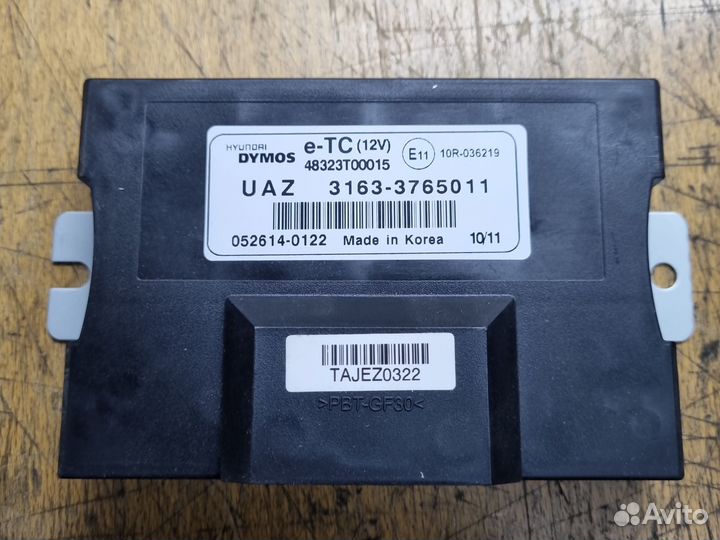 HYUNDAI
DYMOS e-TC (12V)
48323T00015
E11 10R-036219
UAZ 3163-3765011
052614-0122 Made in Korea 10/11
TAJEZ0322
>PBT-GF30<
Avito